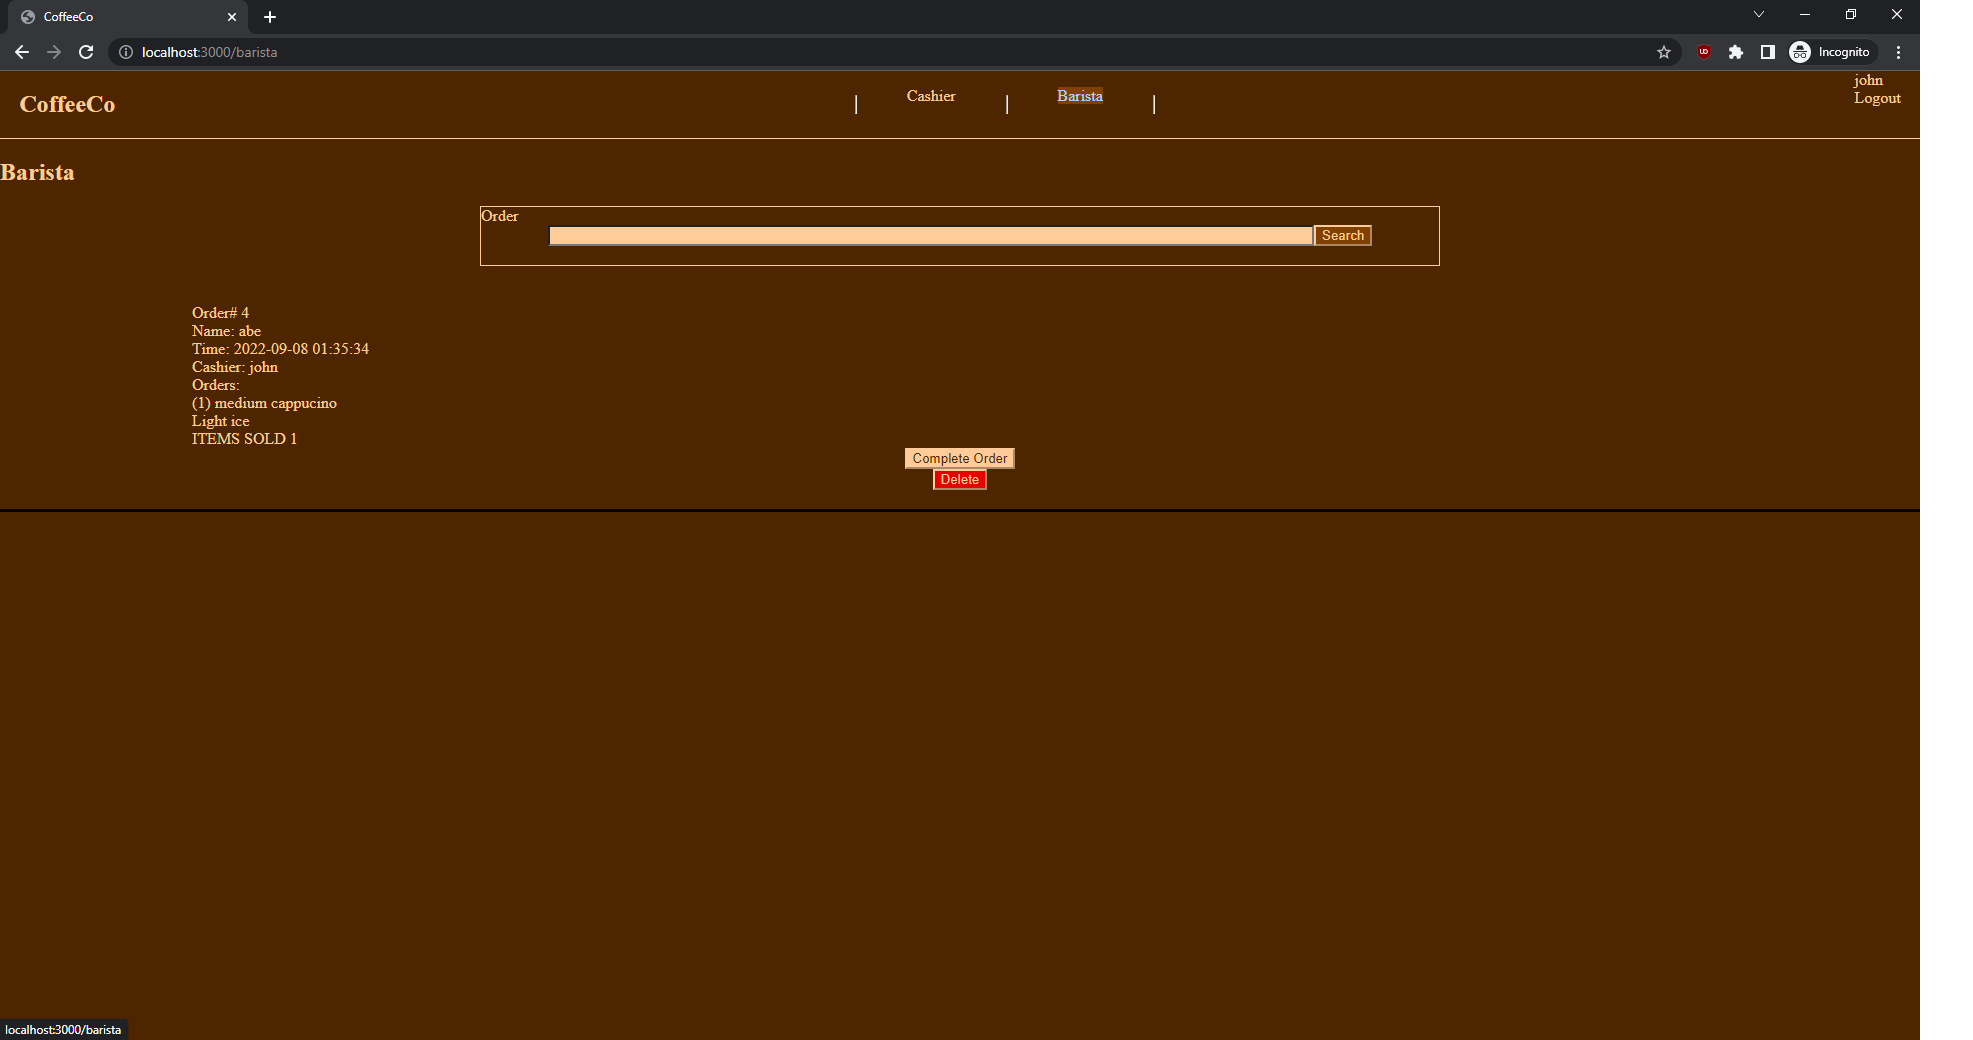 CoffeeCo
localhost:3000/barista
Incognito
CoffeeCo
| Cashier | Barista |
john
Logout
Barista
Order
Search
Order# 4
Name: abe
Time: 2022-09-08 01:35:34
Cashier: john
Orders:
(1) medium cappucino
Light ice
ITEMS SOLD 1
Complete Order
Delete
localhost:3000/barista